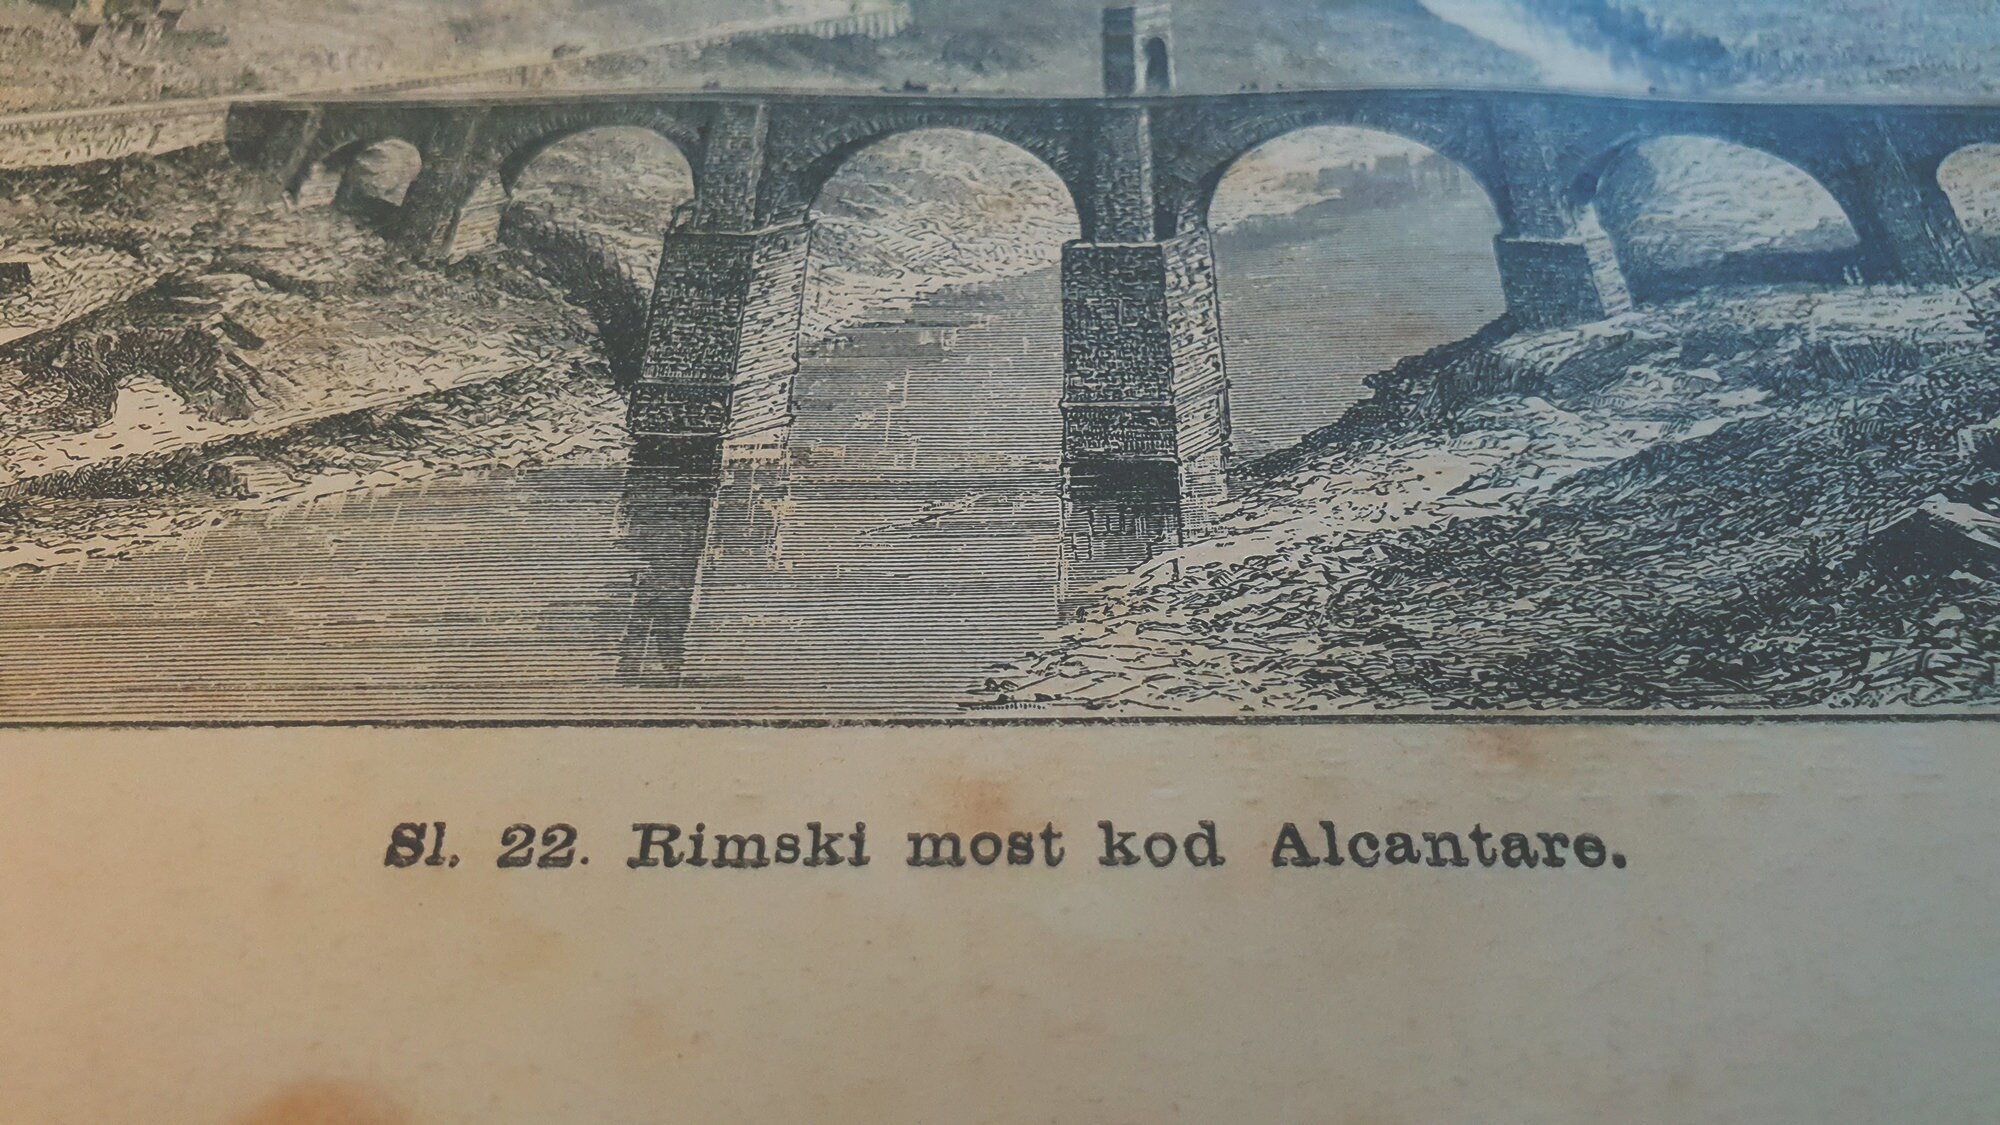 Sl. 22. Rimski most kod Alcantare.